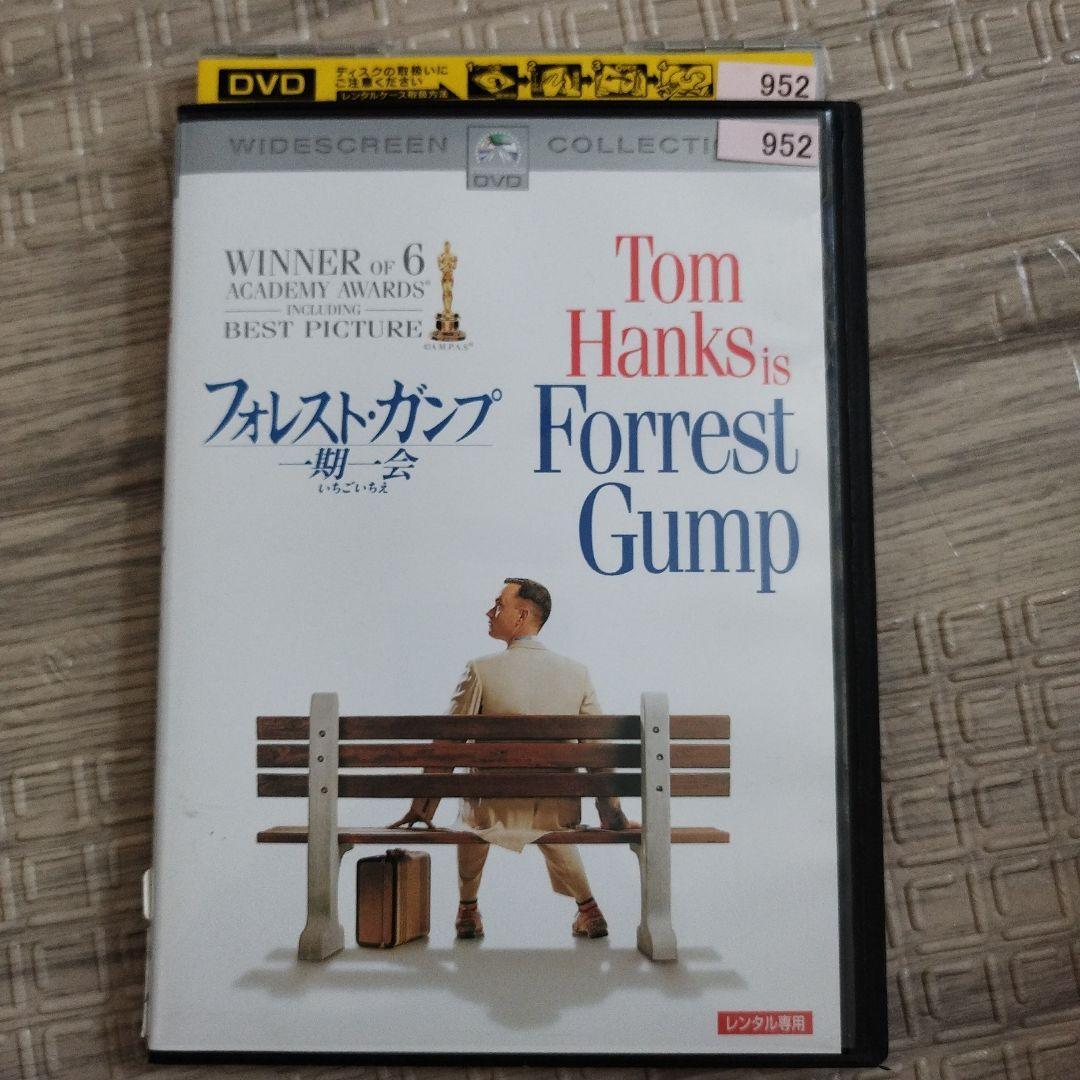 DVD
ディスクの取扱いに
ご注意ください
レンタルケース取扱方法
952
WIDESCREEN
DVD
952
WINNER OF 6
ACADEMY AWARDS®
INCLUDING
BEST PICTURE
©A.M.P.A.S.®
フォレスト・ガンプ
一期一会
いちごいちえ
Tom
Hanks is
Forrest
Gump
レンタル専用